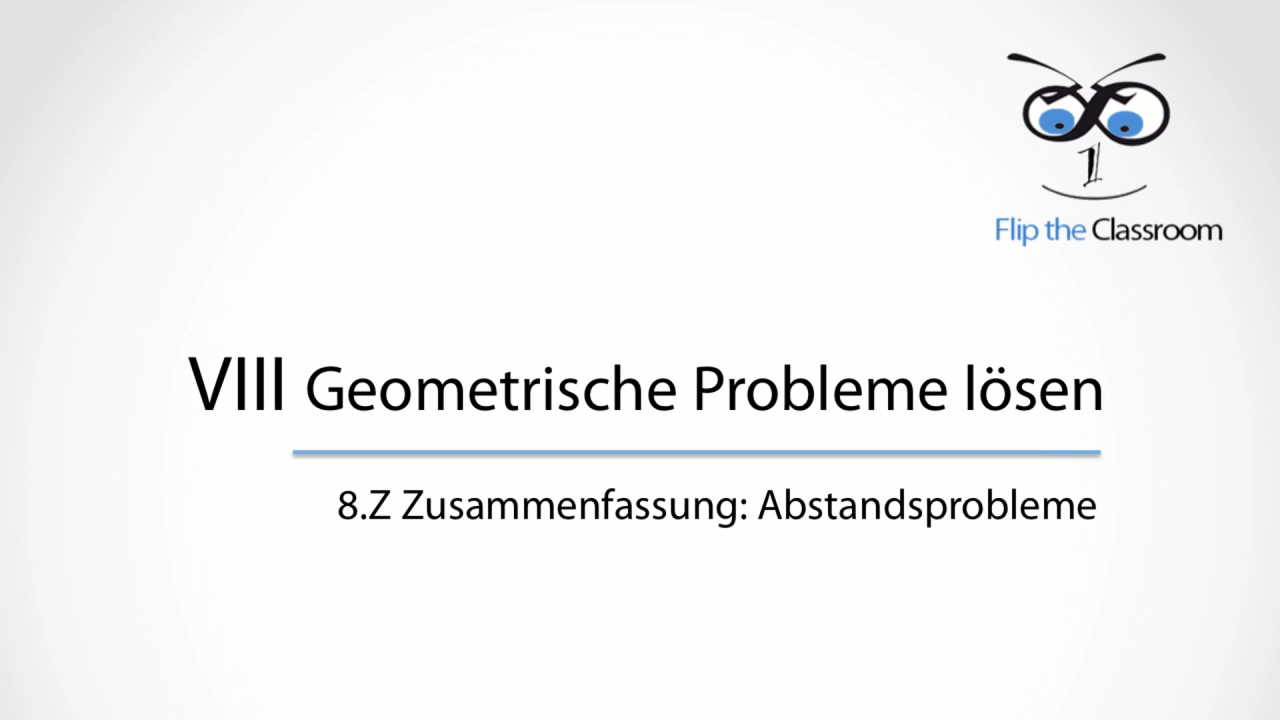 Flip the Classroom
VIII Geometrische Probleme lösen
8.Z Zusammenfassung: Abstandsprobleme